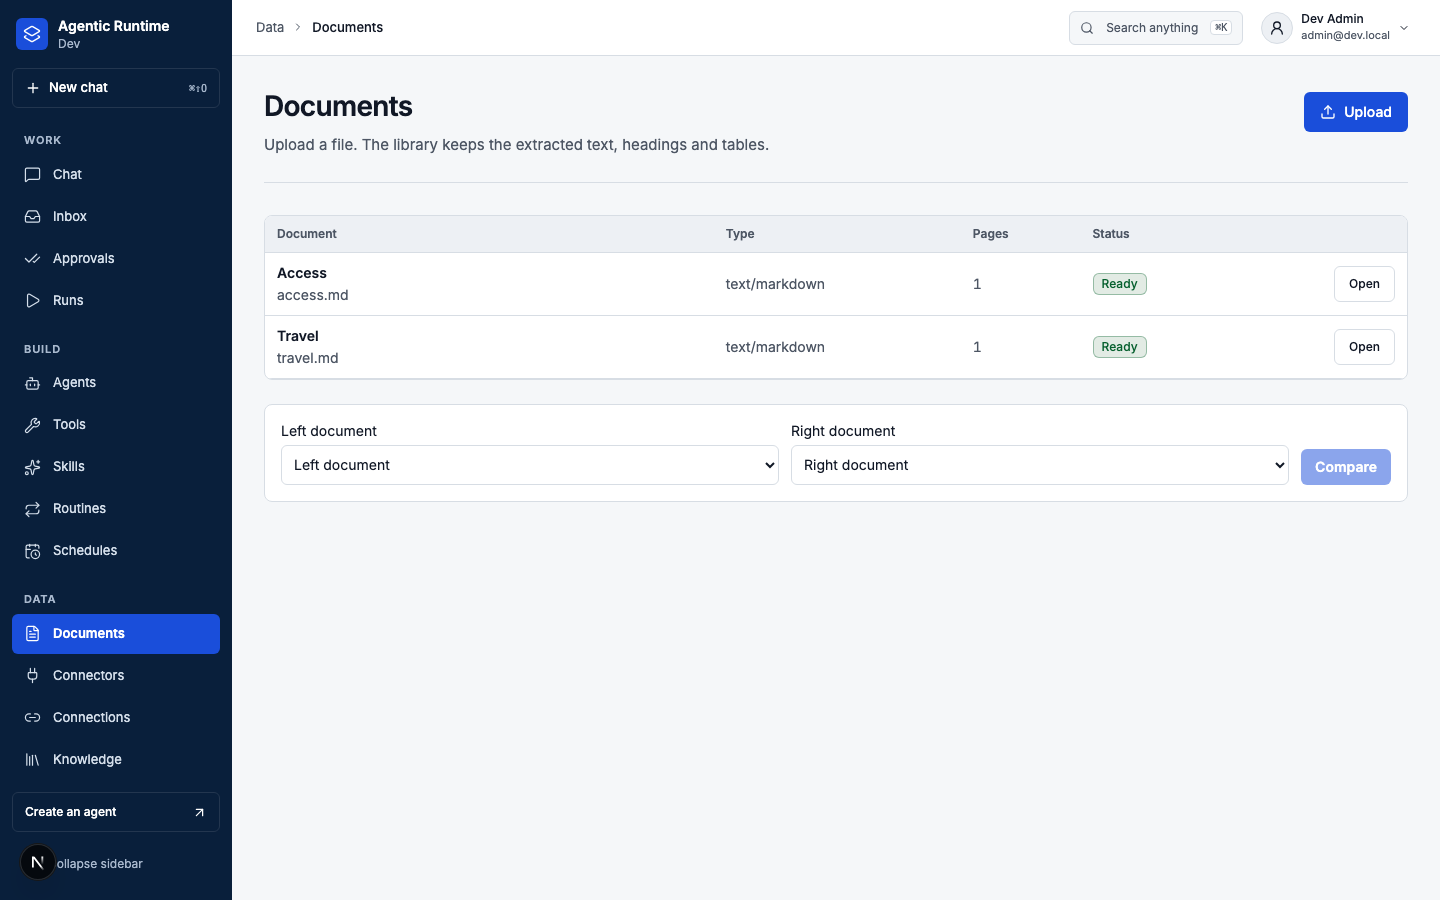 Agentic Runtime
Dev
New chat ⌘⇧O
WORK
Chat
Inbox
Approvals
Runs
BUILD
Agents
Tools
Skills
Routines
Schedules
DATA
Documents
Connectors
Connections
Knowledge
Create an agent
N ollapse sidebar
Data > Documents
Search anything ⌘K
Dev Admin
admin@dev.local
Documents
Upload
Upload a file. The library keeps the extracted text, headings and tables.
Document Type Pages Status
Access
access.md
text/markdown 1 Ready Open
Travel
travel.md
text/markdown 1 Ready Open
Left document Right document
Left document Right document Compare